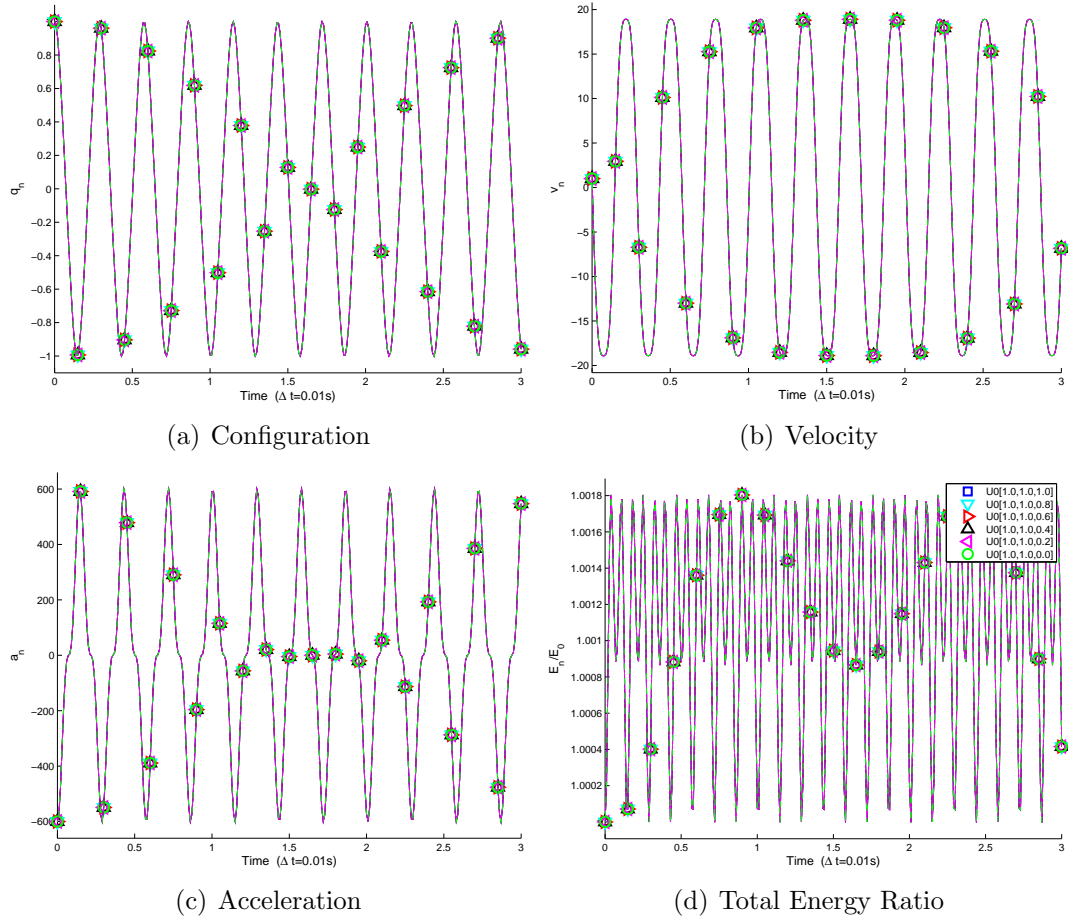 0.8
0.6
0.4
0.2
0
−0.2
−0.4
−0.6
−0.8
−1
q_n
0 0.5 1 1.5 2 2.5 3
Time (Δ t=0.01s)
(a) Configuration
20
15
10
5
0
−5
−10
−15
−20
v_n
0 0.5 1 1.5 2 2.5 3
Time (Δ t=0.01s)
(b) Velocity
600
400
200
0
−200
−400
−600
a_n
0 0.5 1 1.5 2 2.5 3
Time (Δ t=0.01s)
(c) Acceleration
1.0018
1.0016
1.0014
1.0012
1.001
1.0008
1.0006
1.0004
1.0002
E_n/E_0
U0[1.0,1.0,1.0]
U0[1.0,1.0,0.8]
U0[1.0,1.0,0.6]
U0[1.0,1.0,0.4]
U0[1.0,1.0,0.2]
U0[1.0,1.0,0.0]
0 0.5 1 1.5 2 2.5 3
Time (Δ t=0.01s)
(d) Total Energy Ratio